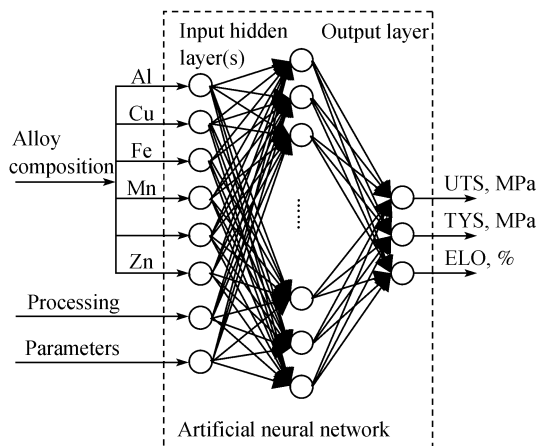 Input hidden
layer(s)
Output layer
Al
Cu
Alloy
composition
Fe
Mn
Zn
Processing
Parameters
......
UTS, MPa
TYS, MPa
ELO, %
Artificial neural network